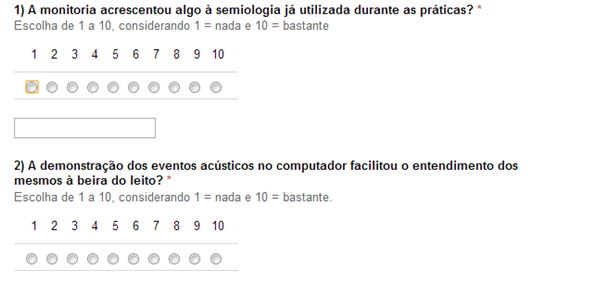 1) A monitoria acrescentou algo à semiologia já utilizada durante as práticas? *
Escolha de 1 a 10, considerando 1 = nada e 10 = bastante
1 2 3 4 5 6 7 8 9 10
2) A demonstração dos eventos acústicos no computador facilitou o entendimento dos
mesmos à beira do leito? *
Escolha de 1 a 10, considerando 1 = nada e 10 = bastante.
1 2 3 4 5 6 7 8 9 10